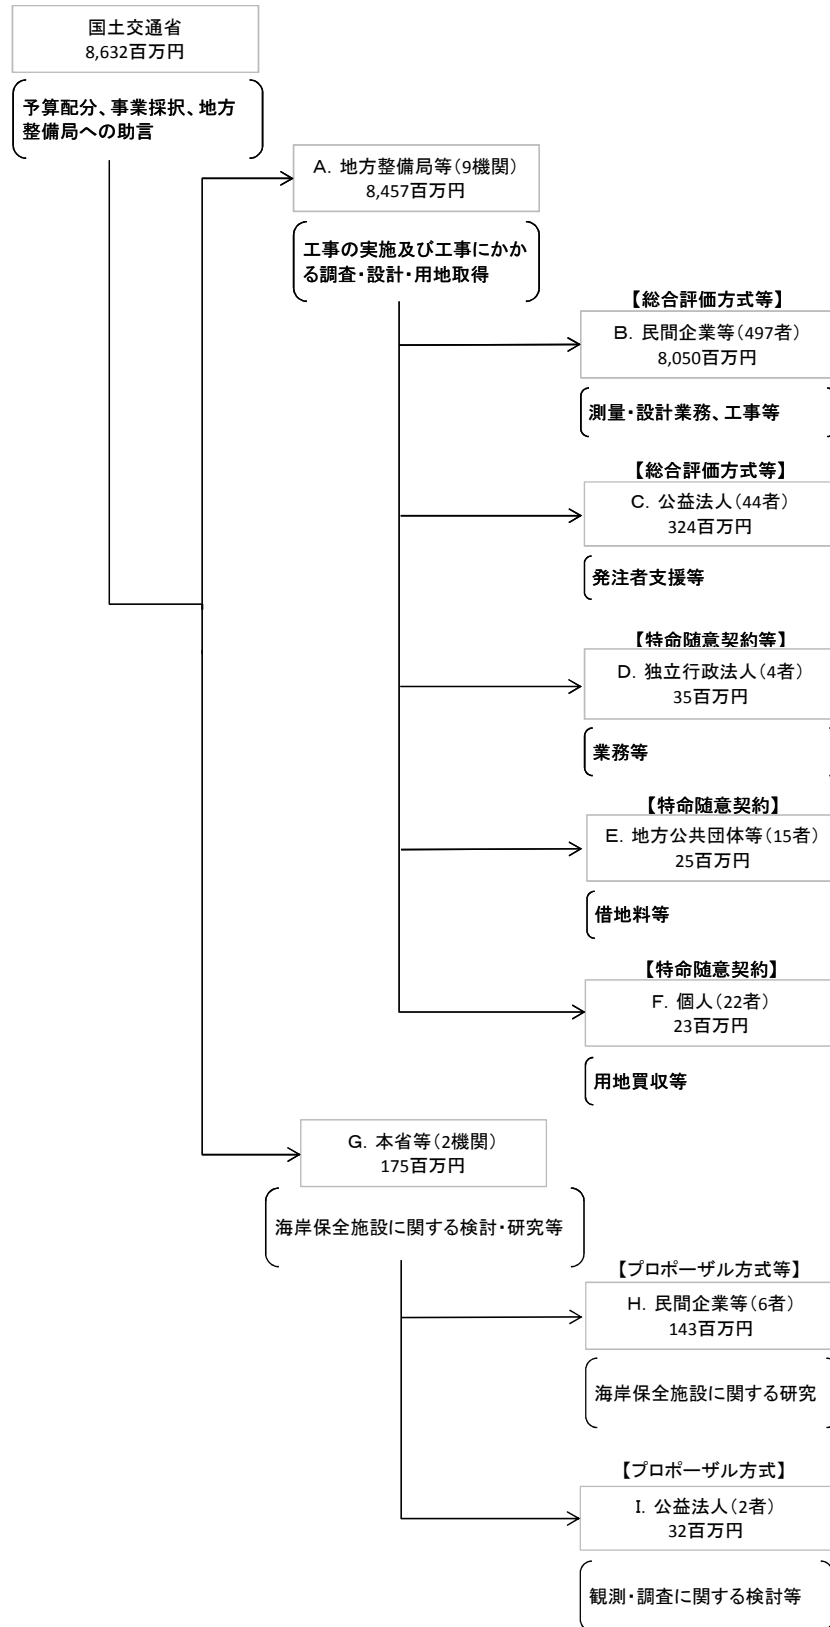 国土交通省
8,632百万円
予算配分、事業採択、地方
整備局への助言
A. 地方整備局等(9機関)
8,457百万円
工事の実施及び工事にかか
る調査・設計・用地取得
【総合評価方式等】
B. 民間企業等(497者)
8,050百万円
測量・設計業務、工事等
【総合評価方式等】
C. 公益法人(44者)
324百万円
発注者支援等
【特命随意契約等】
D. 独立行政法人(4者)
35百万円
業務等
【特命随意契約】
E. 地方公共団体等(15者)
25百万円
借地料等
【特命随意契約】
F. 個人(22者)
23百万円
用地買収等
G. 本省等(2機関)
175百万円
海岸保全施設に関する検討・研究等
【プロポーザル方式等】
H. 民間企業等(6者)
143百万円
海岸保全施設に関する研究
【プロポーザル方式】
I. 公益法人(2者)
32百万円
観測・調査に関する検討等